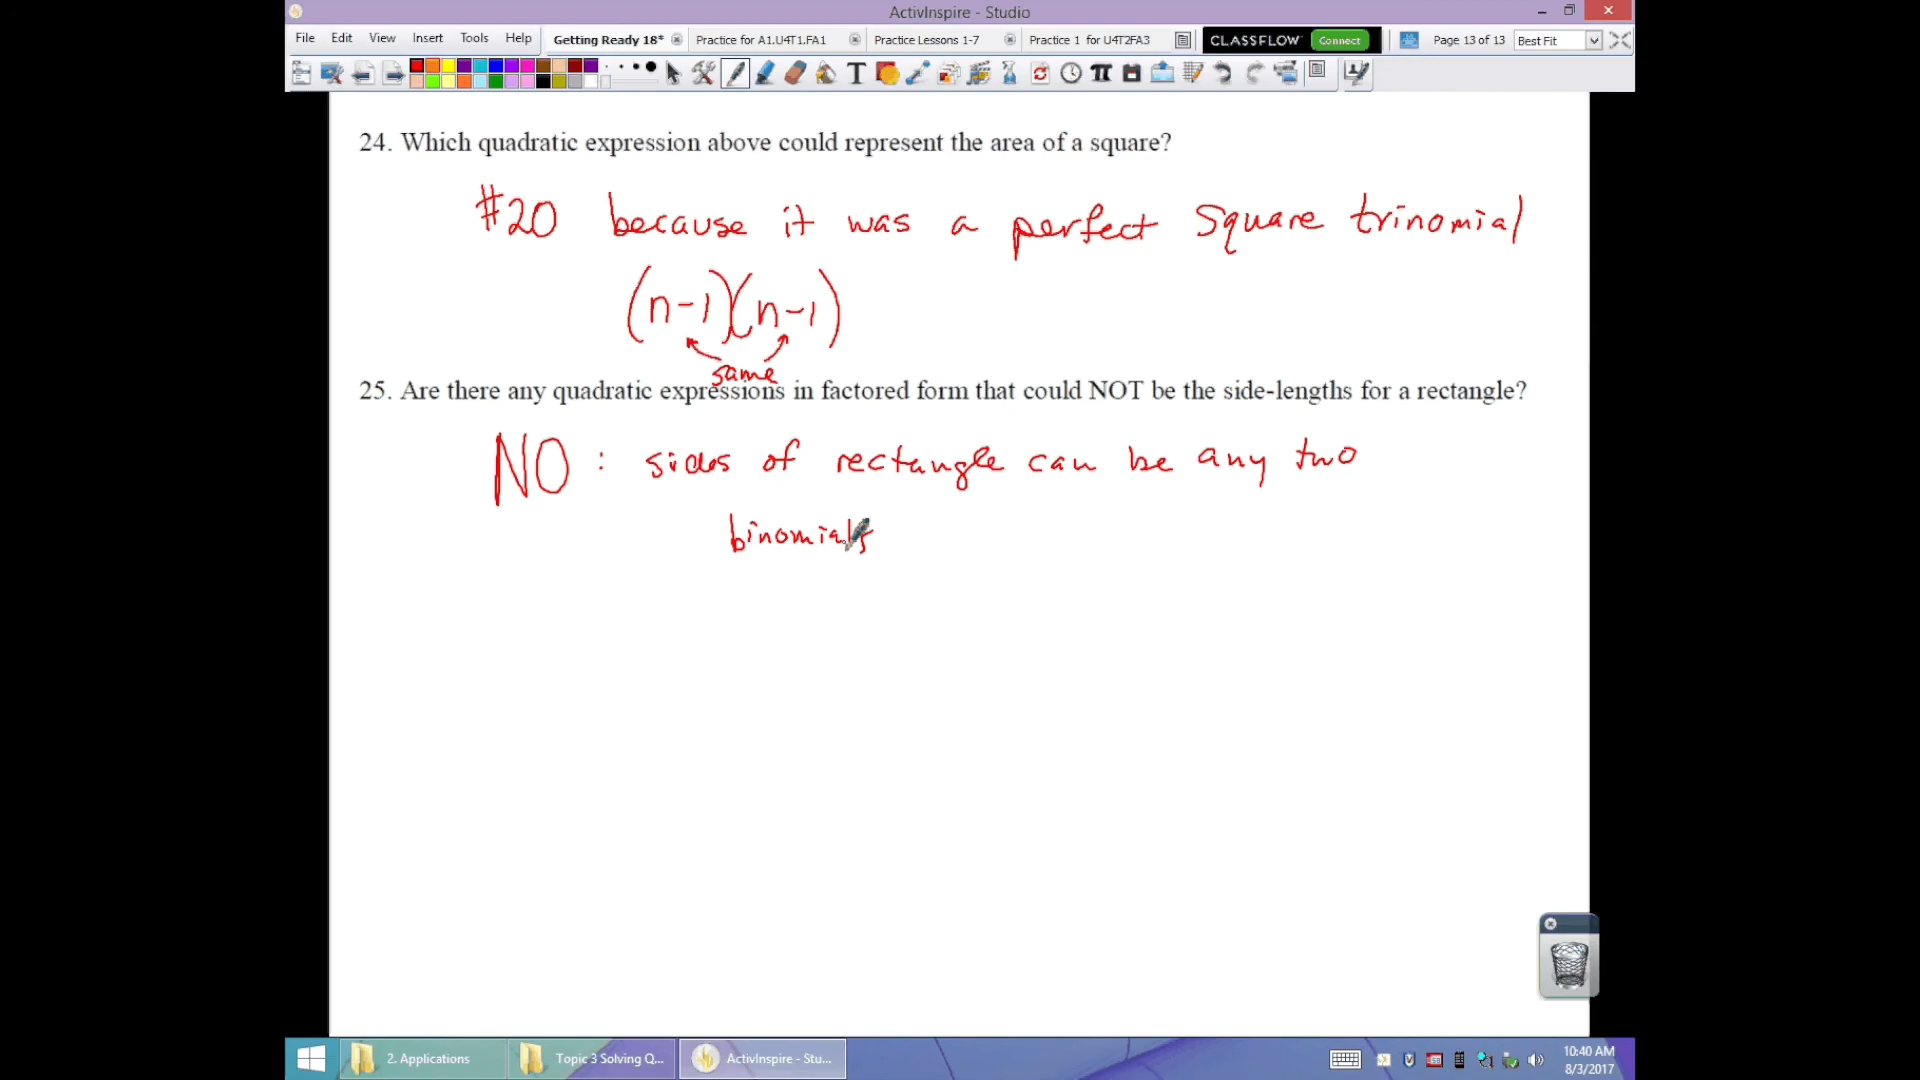 ActivInspire - Studio
File Edit View Insert Tools Help Getting Ready 18* Practice for A1.U4T1.FA1 Practice Lessons 1-7 Practice 1 for U4T2FA3 CLASSFLOW Connect Page 13 of 13 Best Fit
24. Which quadratic expression above could represent the area of a square?
#20 because it was a perfect square trinomial
(n-1)(n-1)
same
25. Are there any quadratic expressions in factored form that could NOT be the side-lengths for a rectangle?
NO : sides of rectangle can be any two
binomials
2. Applications Topic 3 Solving Q... ActivInspire - Stu... 10:40 AM
8/3/2017